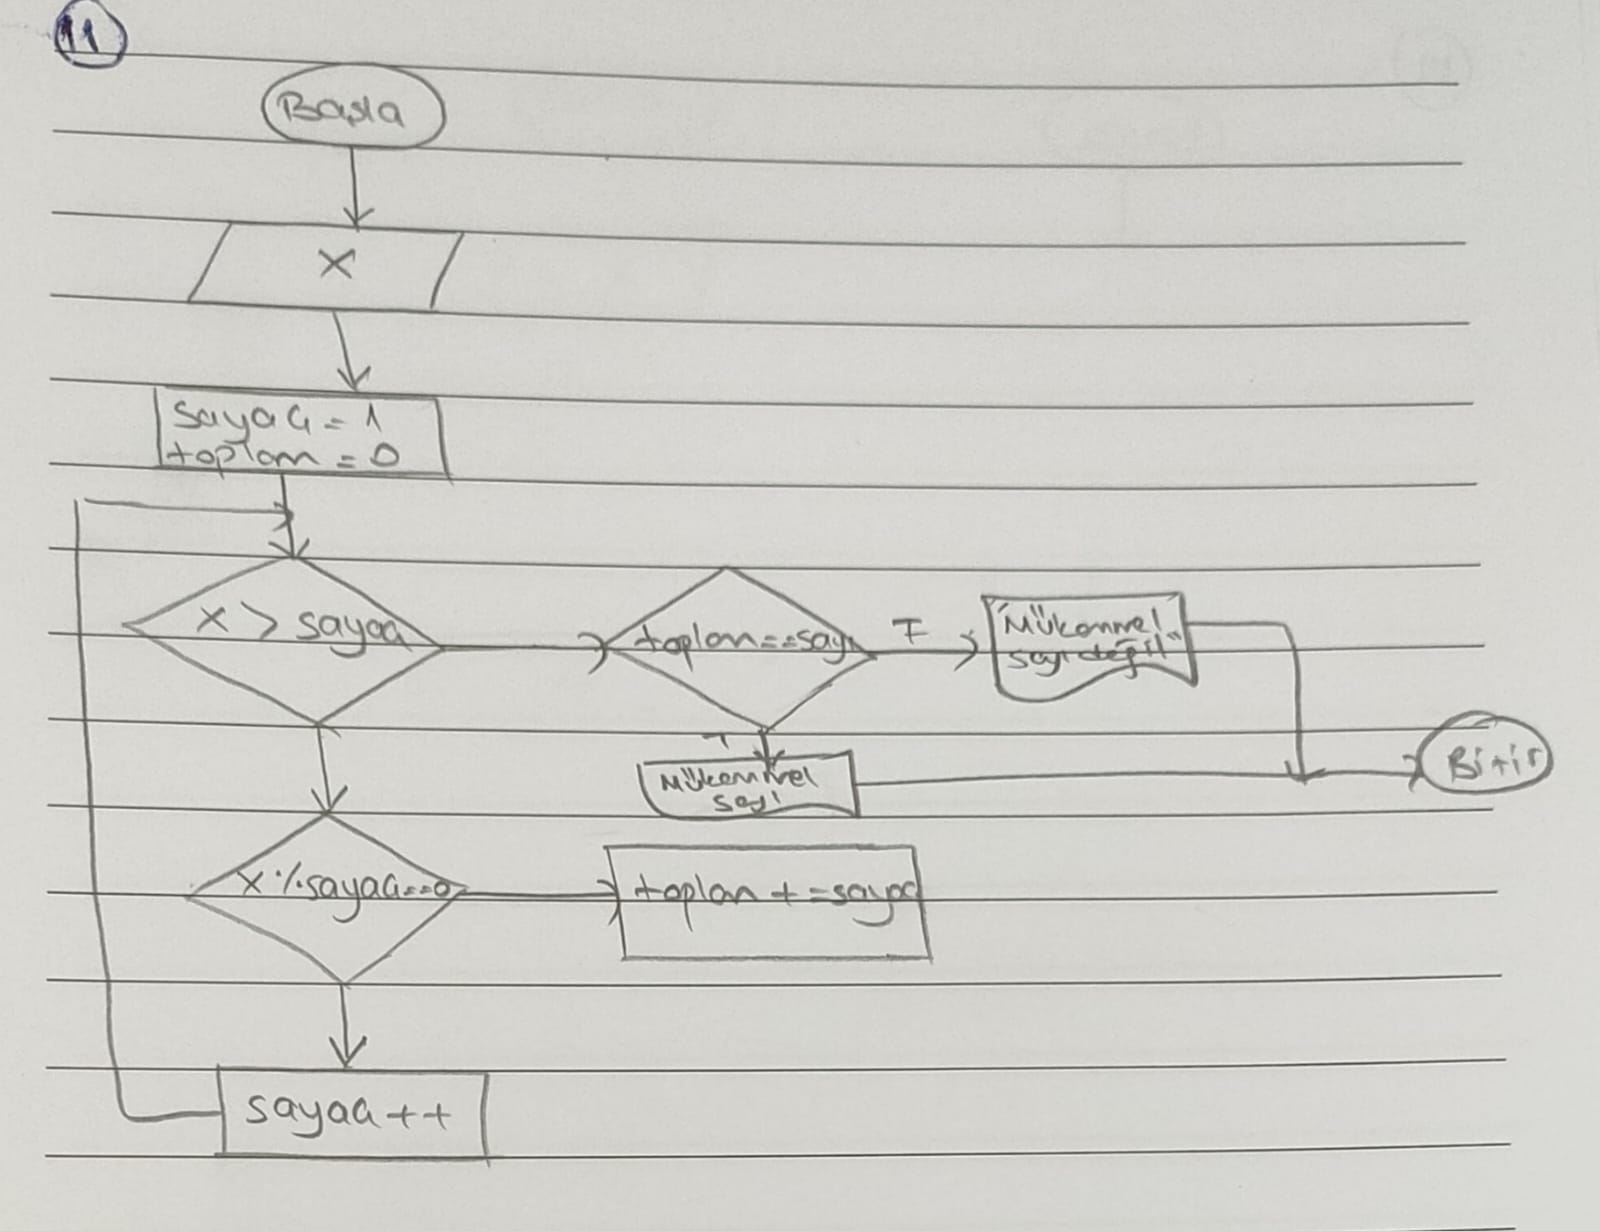 11
Başla
X
sayaç = 1
toplam = 0
X > sayaç
toplam==sayı
F
"Mükemmel
sayı değil"
T
Mükemmel
sayı
Bitir
X % sayaç==0
toplam + =sayaç
sayaç ++